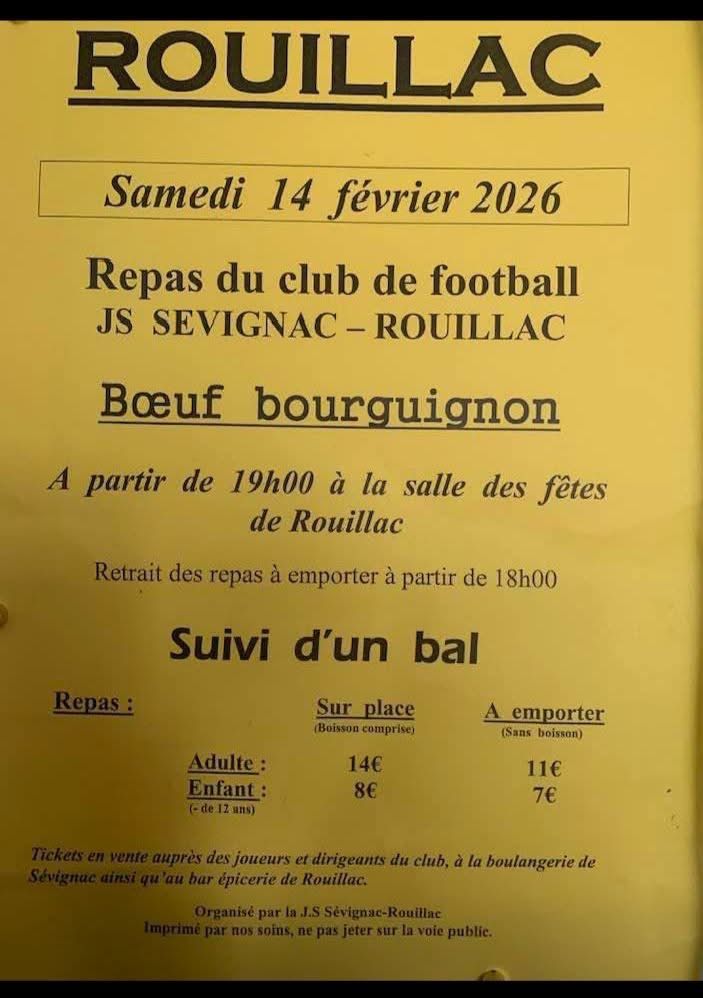 ROUILLAC
Samedi 14 février 2026
Repas du club de football
JS SEVIGNAC – ROUILLAC
Bœuf bourguignon
A partir de 19h00 à la salle des fêtes
de Rouillac
Retrait des repas à emporter à partir de 18h00
Suivi d'un bal
Repas : Sur place A emporter
(Boisson comprise) (Sans boisson)
Adulte : 14€ 11€
Enfant : 8€ 7€
(- de 12 ans)
Tickets en vente auprès des joueurs et dirigeants du club, à la boulangerie de
Sévignac ainsi qu'au bar épicerie de Rouillac.
Organisé par la J.S Sévignac-Rouillac
Imprimé par nos soins, ne pas jeter sur la voie public.